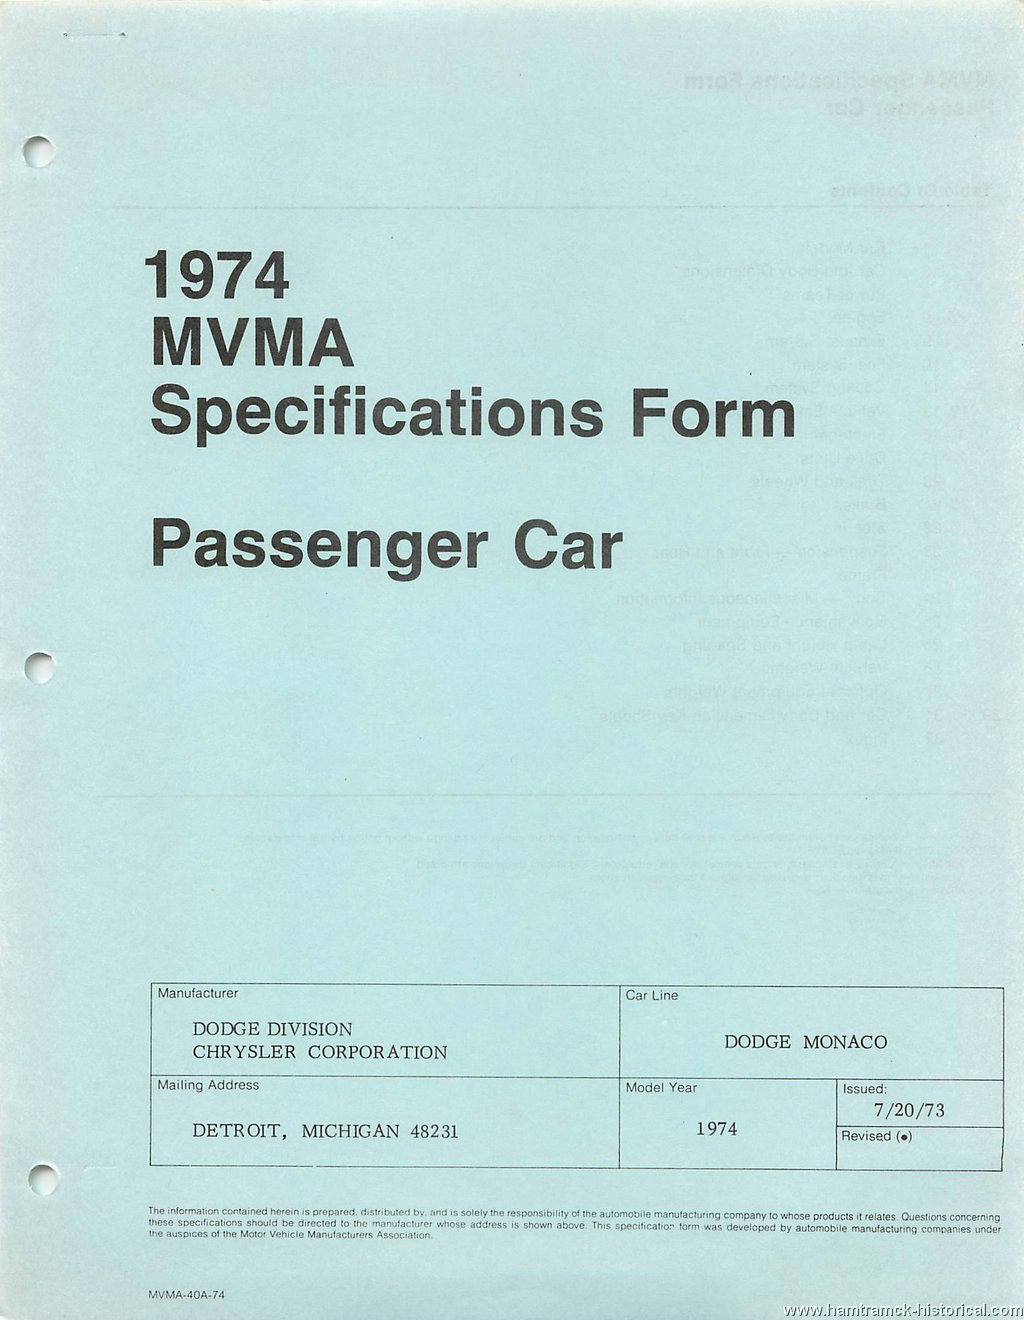 1974
MVMA
Specifications Form
Passenger Car
Manufacturer
DODGE DIVISION
CHRYSLER CORPORATION
Car Line
DODGE MONACO
Mailing Address
DETROIT, MICHIGAN 48231
Model Year
1974
Issued:
7/20/73
Revised (●)
The information contained herein is prepared, distributed by, and is solely the responsibility of the automobile manufacturing company to whose products it relates. Questions concerning
these specifications should be directed to the manufacturer whose address is shown above. This specification form was developed by automobile manufacturing companies under
the auspices of the Motor Vehicle Manufacturers Association.
MVMA-40A-74
www.hamtramck-historical.com